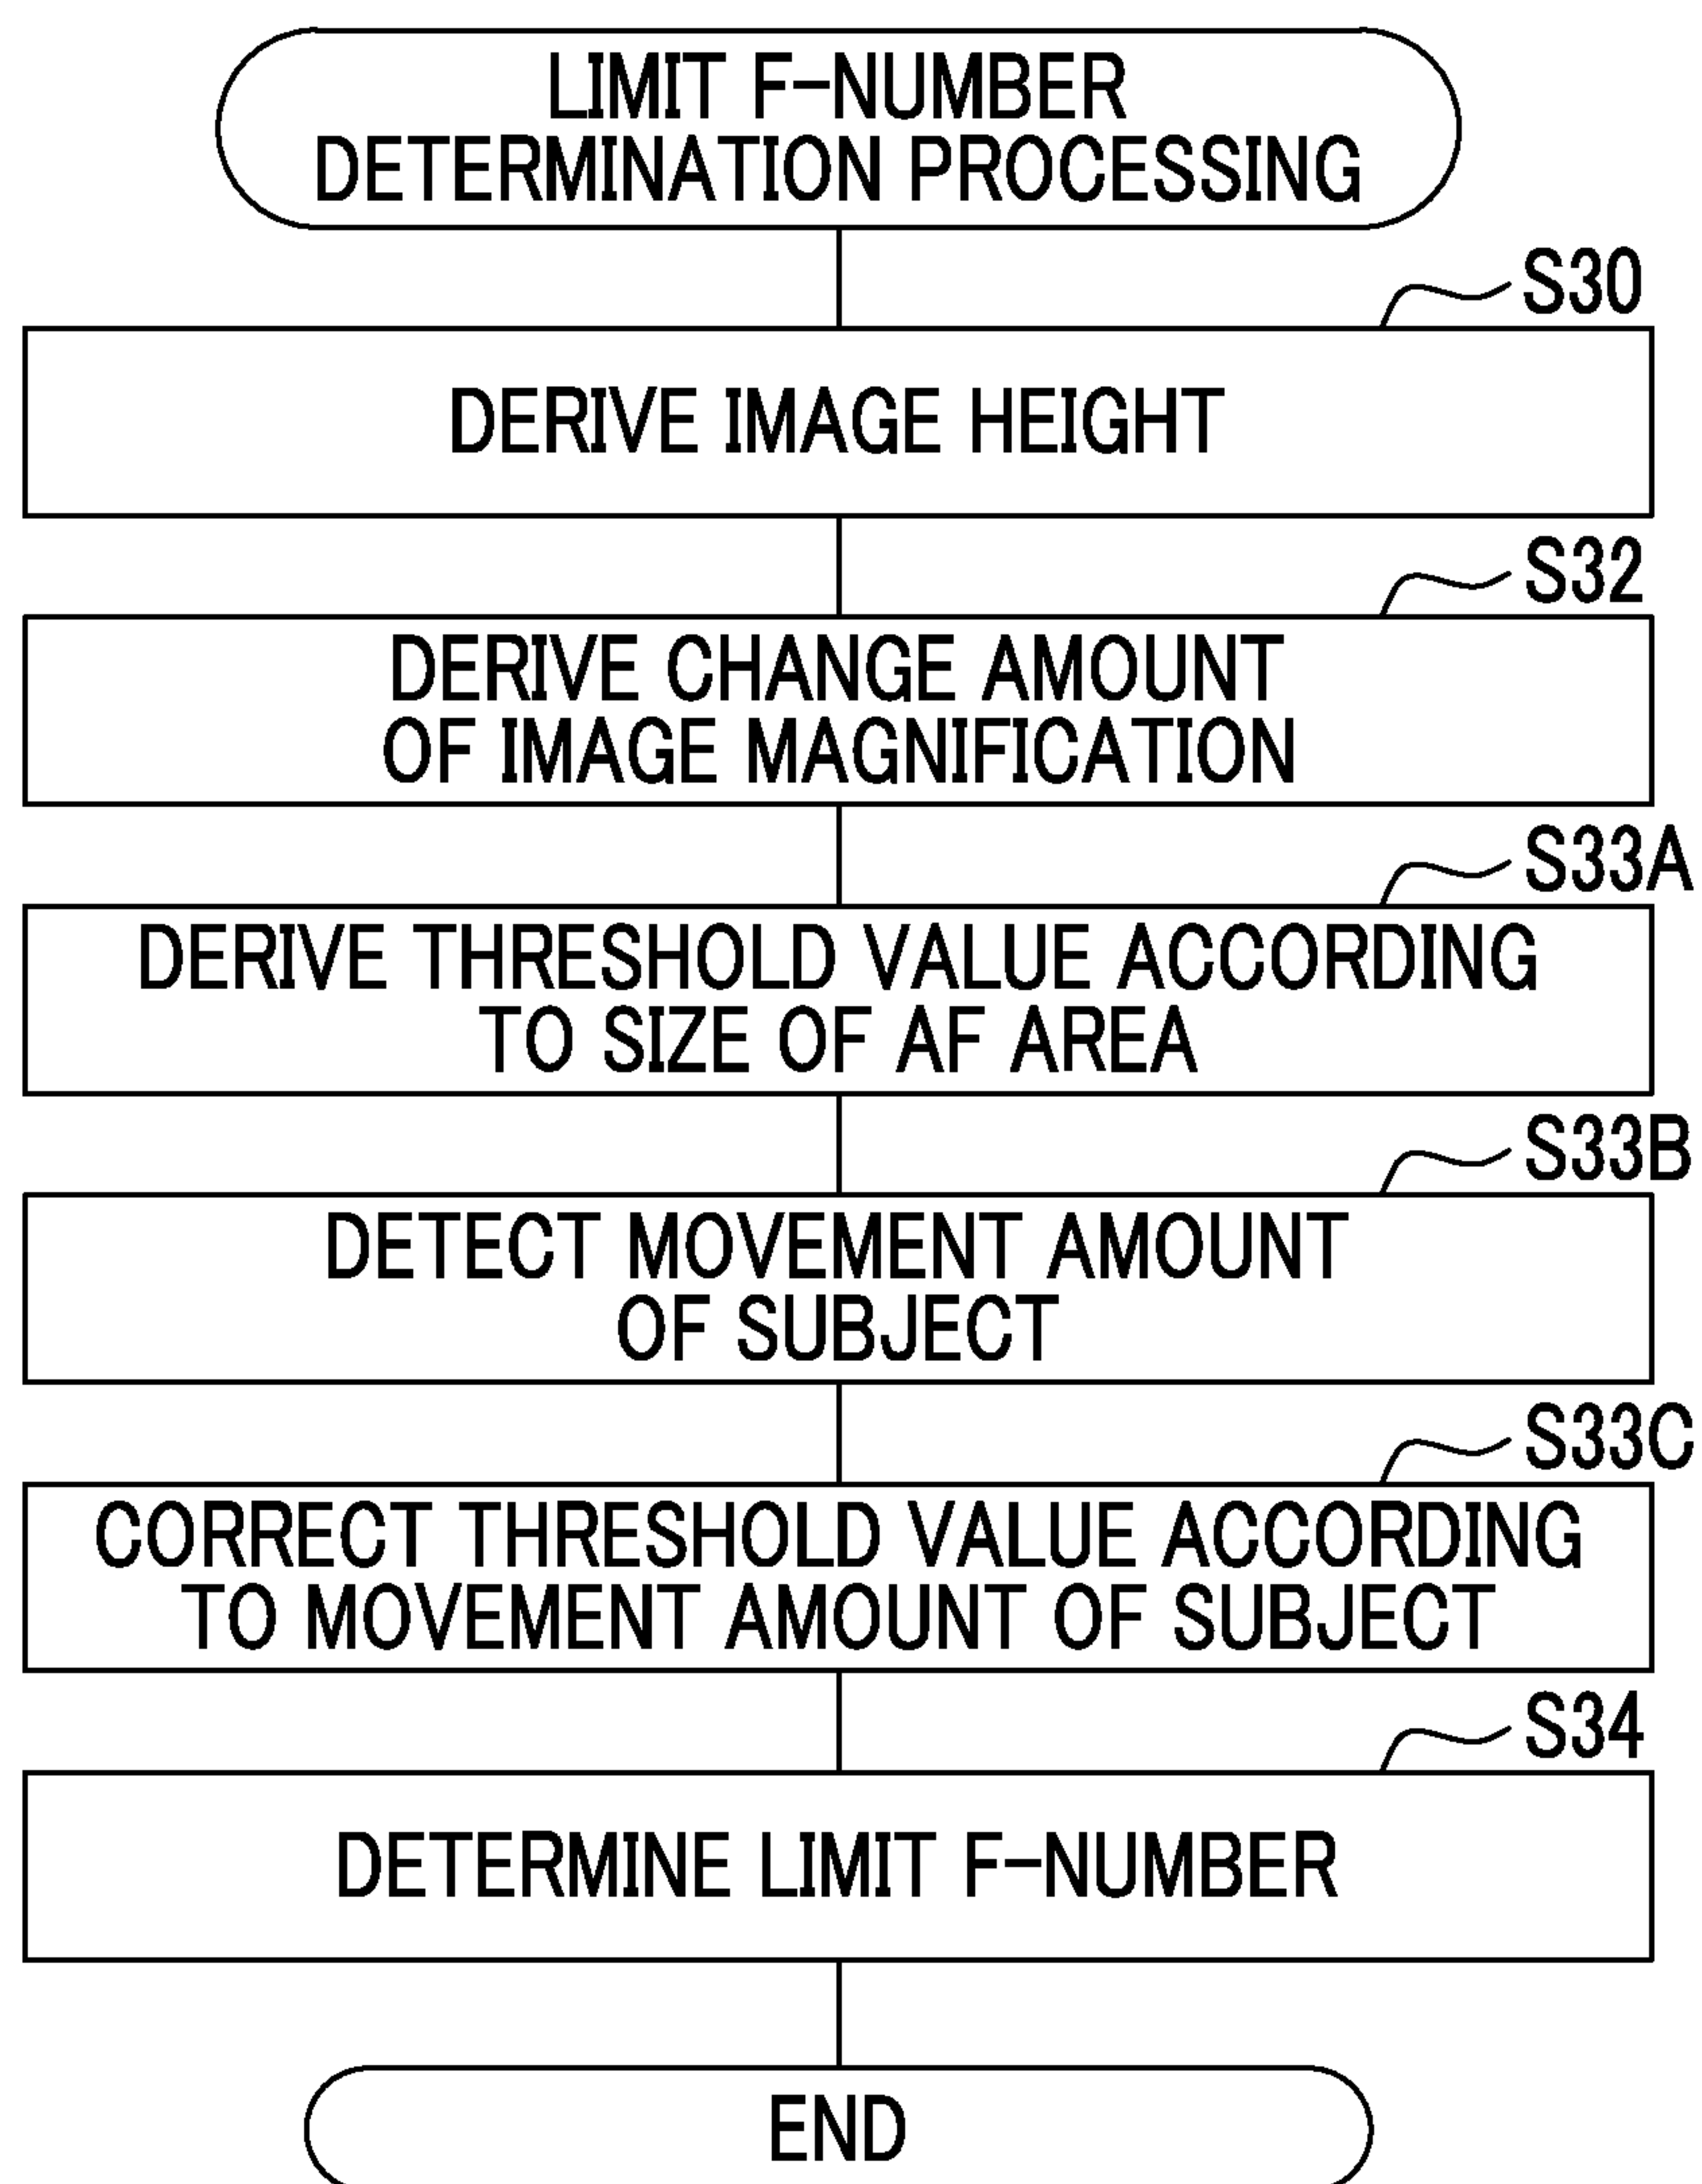 LIMIT F-NUMBER
DETERMINATION PROCESSING
S30
DERIVE IMAGE HEIGHT
S32
DERIVE CHANGE AMOUNT
OF IMAGE MAGNIFICATION
S33A
DERIVE THRESHOLD VALUE ACCORDING
TO SIZE OF AF AREA
S33B
DETECT MOVEMENT AMOUNT
OF SUBJECT
S33C
CORRECT THRESHOLD VALUE ACCORDING
TO MOVEMENT AMOUNT OF SUBJECT
S34
DETERMINE LIMIT F-NUMBER
END